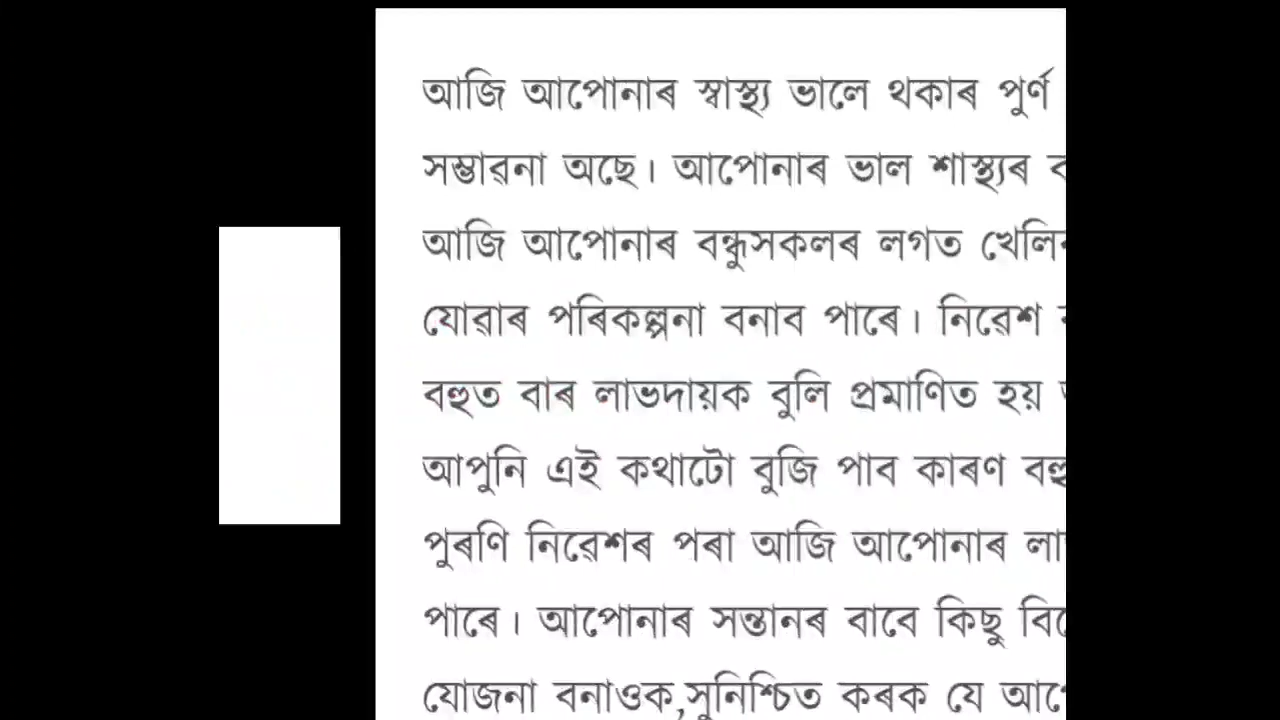 আজি আপোনাৰ স্বাস্থ্য ভালে থকাৰ পুৰ্ণ
সম্ভাৱনা অছে। আপোনাৰ ভাল শাস্থ্যৰ
আজি আপোনাৰ বন্ধুসকলৰ লগত
যোৱাৰ পৰিকল্পনা বনাব পাৰে। নিৱেশ
বহুত বাৰ লাভদায়ক বুলি প্ৰমাণিত হয়
আপুনি এই কথাটো বুজি পাব কাৰণ
পুৰণি নিৱেশৰ পৰা আজি আপোনাৰ
পাৰে। আপোনাৰ সন্তানৰ বাবে কিছু
যোজনা বনাওক,সুনিশ্চিত কৰক যে